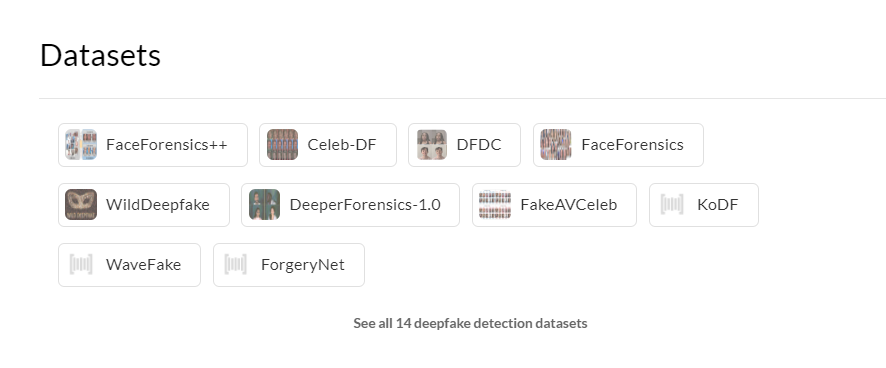 Datasets
FaceForensics++ Celeb-DF DFDC FaceForensics
WildDeepfake DeeperForensics-1.0 FakeAVCeleb KoDF
WaveFake ForgeryNet
See all 14 deepfake detection datasets